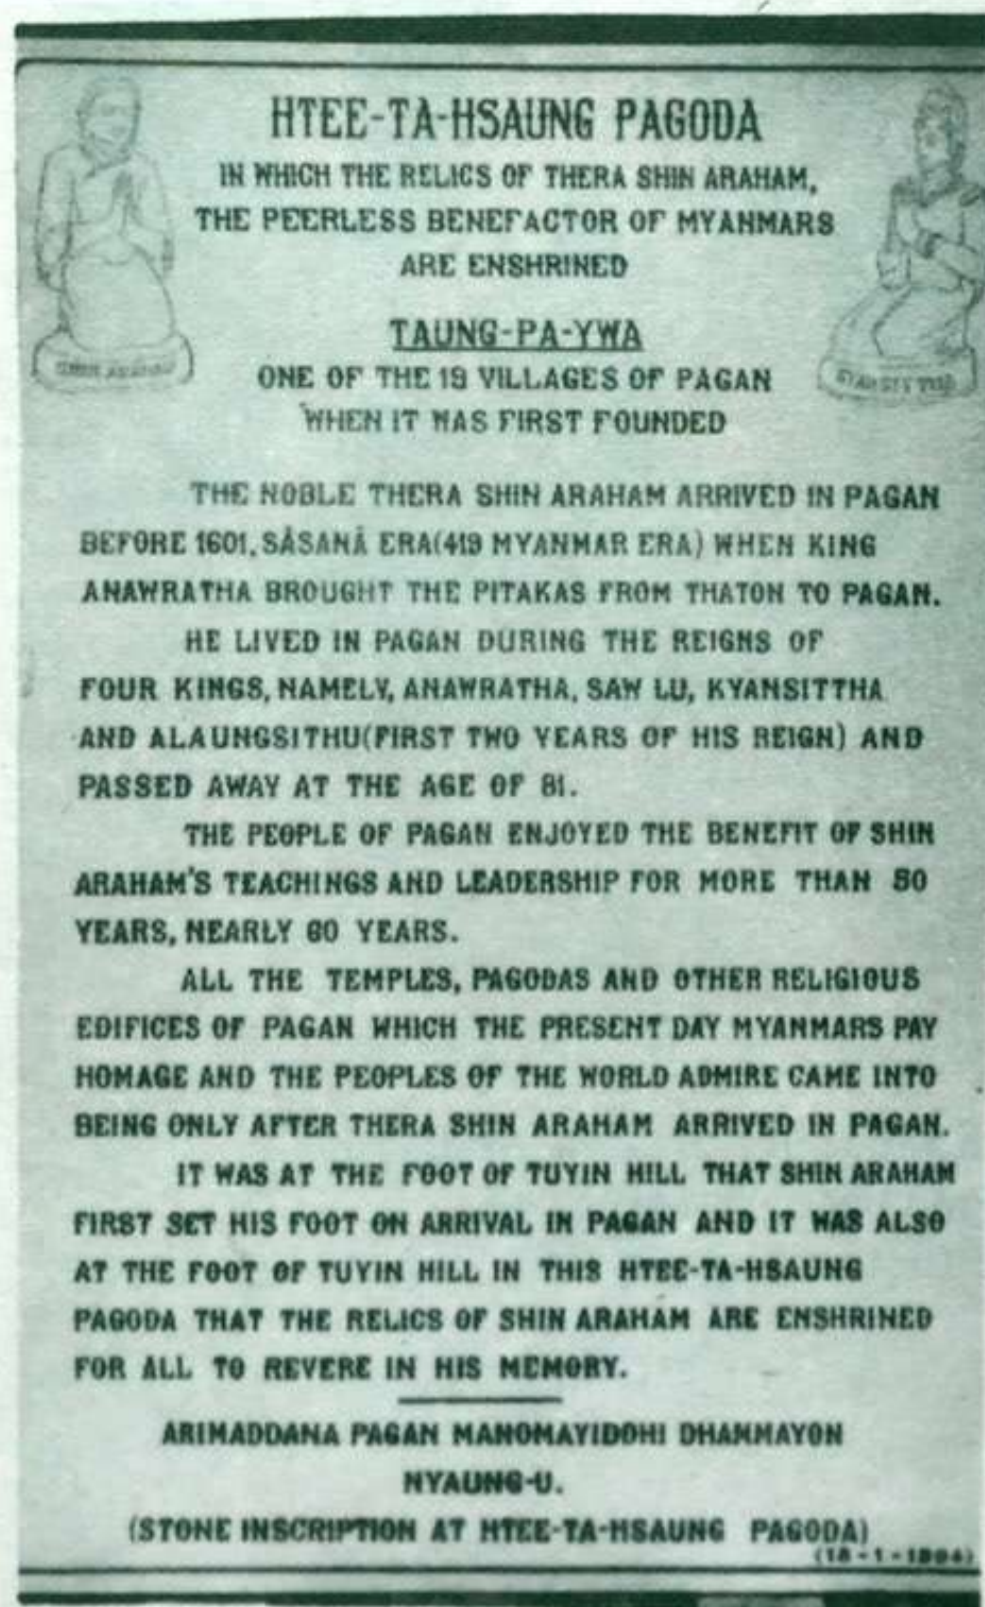 HTEE-TA-HSAUNG PAGODA
IN WHICH THE RELICS OF THERA SHIN ARAHAM,
THE PEERLESS BENEFACTOR OF MYANMARS
ARE ENSHRINED
TAUNG-PA-YWA
SHIN ARAHAM
ONE OF THE 19 VILLAGES OF PAGAN
KYANSITTHA
WHEN IT WAS FIRST FOUNDED
THE NOBLE THERA SHIN ARAHAM ARRIVED IN PAGAN
BEFORE 1601, SĀSANĀ ERA (419 MYANMAR ERA) WHEN KING
ANAWRATHA BROUGHT THE PITAKAS FROM THATON TO PAGAN.
HE LIVED IN PAGAN DURING THE REIGNS OF
FOUR KINGS, NAMELY, ANAWRATHA, SAW LU, KYANSITTHA
AND ALAUNGSITHU (FIRST TWO YEARS OF HIS REIGN) AND
PASSED AWAY AT THE AGE OF 81.
THE PEOPLE OF PAGAN ENJOYED THE BENEFIT OF SHIN
ARAHAM'S TEACHINGS AND LEADERSHIP FOR MORE THAN 50
YEARS, NEARLY 60 YEARS.
ALL THE TEMPLES, PAGODAS AND OTHER RELIGIOUS
EDIFICES OF PAGAN WHICH THE PRESENT DAY MYANMARS PAY
HOMAGE AND THE PEOPLES OF THE WORLD ADMIRE CAME INTO
BEING ONLY AFTER THERA SHIN ARAHAM ARRIVED IN PAGAN.
IT WAS AT THE FOOT OF TUYIN HILL THAT SHIN ARAHAM
FIRST SET HIS FOOT ON ARRIVAL IN PAGAN AND IT WAS ALSO
AT THE FOOT OF TUYIN HILL IN THIS HTEE-TA-HSAUNG
PAGODA THAT THE RELICS OF SHIN ARAHAM ARE ENSHRINED
FOR ALL TO REVERE IN HIS MEMORY.
ARIMADDANA PAGAN MANOMAYIDDHI DHAMMAYON
NYAUNG-U.
(STONE INSCRIPTION AT HTEE-TA-HSAUNG PAGODA)